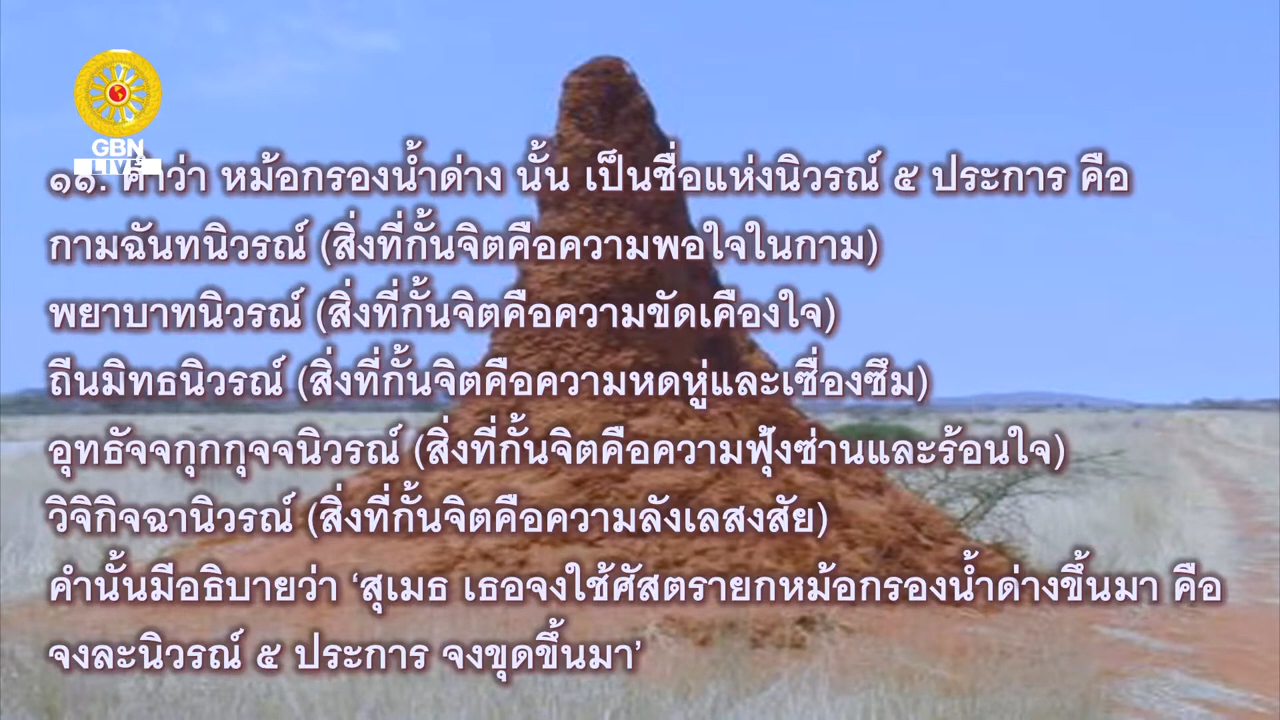 GBN
LIVE
๑๑. คำว่า หม้อกรองน้ำด่าง นั้น เป็นชื่อแห่งนิวรณ์ ๕ ประการ คือ
กามฉันทนิวรณ์ (สิ่งที่กั้นจิตคือความพอใจในกาม)
พยาบาทนิวรณ์ (สิ่งที่กั้นจิตคือความขัดเคืองใจ)
ถีนมิทธนิวรณ์ (สิ่งที่กั้นจิตคือความหดหู่และเซื่องซึม)
อุทธัจจกุกกุจจนิวรณ์ (สิ่งที่กั้นจิตคือความฟุ้งซ่านและร้อนใจ)
วิจิกิจฉานิวรณ์ (สิ่งที่กั้นจิตคือความลังเลสงสัย)
คำนั้นมีอธิบายว่า ‘สุเมธ เธอจงใช้ศัสตรายกหม้อกรองน้ำด่างขึ้นมา คือ
จงละนิวรณ์ ๕ ประการ จงขุดขึ้นมา’